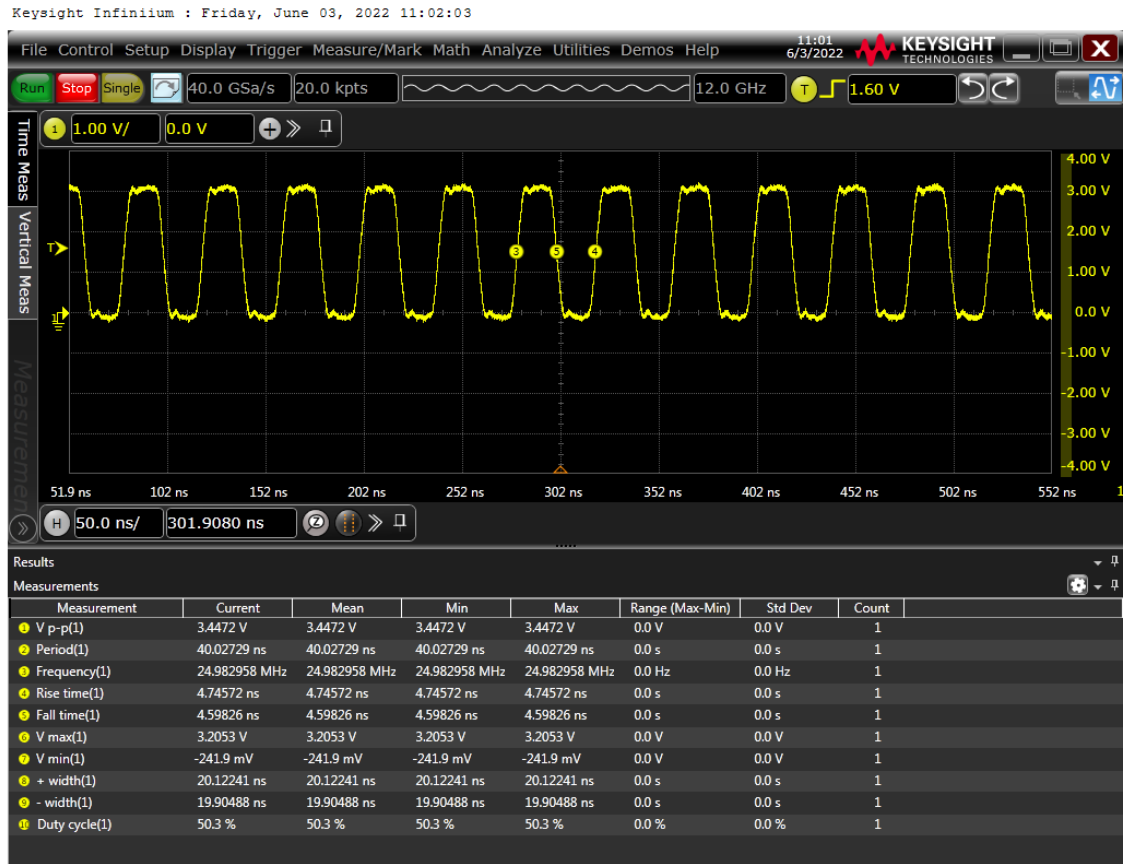 Keysight Infiniium : Friday, June 03, 2022 11:02:03
File Control Setup Display Trigger Measure/Mark Math Analyze Utilities Demos Help
11:01
6/3/2022
KEYSIGHT
TECHNOLOGIES
X
Run Stop Single 40.0 GSa/s 20.0 kpts 12.0 GHz T 1.60 V
1 1.00 V/ 0.0 V
Time Meas
Vertical Meas
Measurement
4.00 V
3.00 V
2.00 V
1.00 V
0.0 V
-1.00 V
-2.00 V
-3.00 V
-4.00 V
T
1
3 5 4
51.9 ns 102 ns 152 ns 202 ns 252 ns 302 ns 352 ns 402 ns 452 ns 502 ns 552 ns 1
H 50.0 ns/ 301.9080 ns Z
Results
Measurements
Measurement Current Mean Min Max Range (Max-Min) Std Dev Count
1 V p-p(1) 3.4472 V 3.4472 V 3.4472 V 3.4472 V 0.0 V 0.0 V 1
2 Period(1) 40.02729 ns 40.02729 ns 40.02729 ns 40.02729 ns 0.0 s 0.0 s 1
3 Frequency(1) 24.982958 MHz 24.982958 MHz 24.982958 MHz 24.982958 MHz 0.0 Hz 0.0 Hz 1
4 Rise time(1) 4.74572 ns 4.74572 ns 4.74572 ns 4.74572 ns 0.0 s 0.0 s 1
5 Fall time(1) 4.59826 ns 4.59826 ns 4.59826 ns 4.59826 ns 0.0 s 0.0 s 1
6 V max(1) 3.2053 V 3.2053 V 3.2053 V 3.2053 V 0.0 V 0.0 V 1
7 V min(1) -241.9 mV -241.9 mV -241.9 mV -241.9 mV 0.0 V 0.0 V 1
8 + width(1) 20.12241 ns 20.12241 ns 20.12241 ns 20.12241 ns 0.0 s 0.0 s 1
9 - width(1) 19.90488 ns 19.90488 ns 19.90488 ns 19.90488 ns 0.0 s 0.0 s 1
10 Duty cycle(1) 50.3 % 50.3 % 50.3 % 50.3 % 0.0 % 0.0 % 1